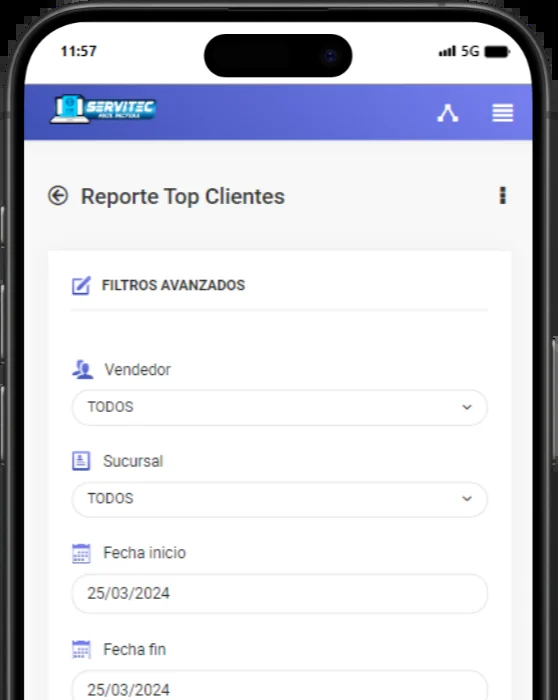 11:57
5G
SERVITEC
Reporte Top Clientes
FILTROS AVANZADOS
Vendedor
TODOS
Sucursal
TODOS
Fecha inicio
25/03/2024
Fecha fin
25/03/2024